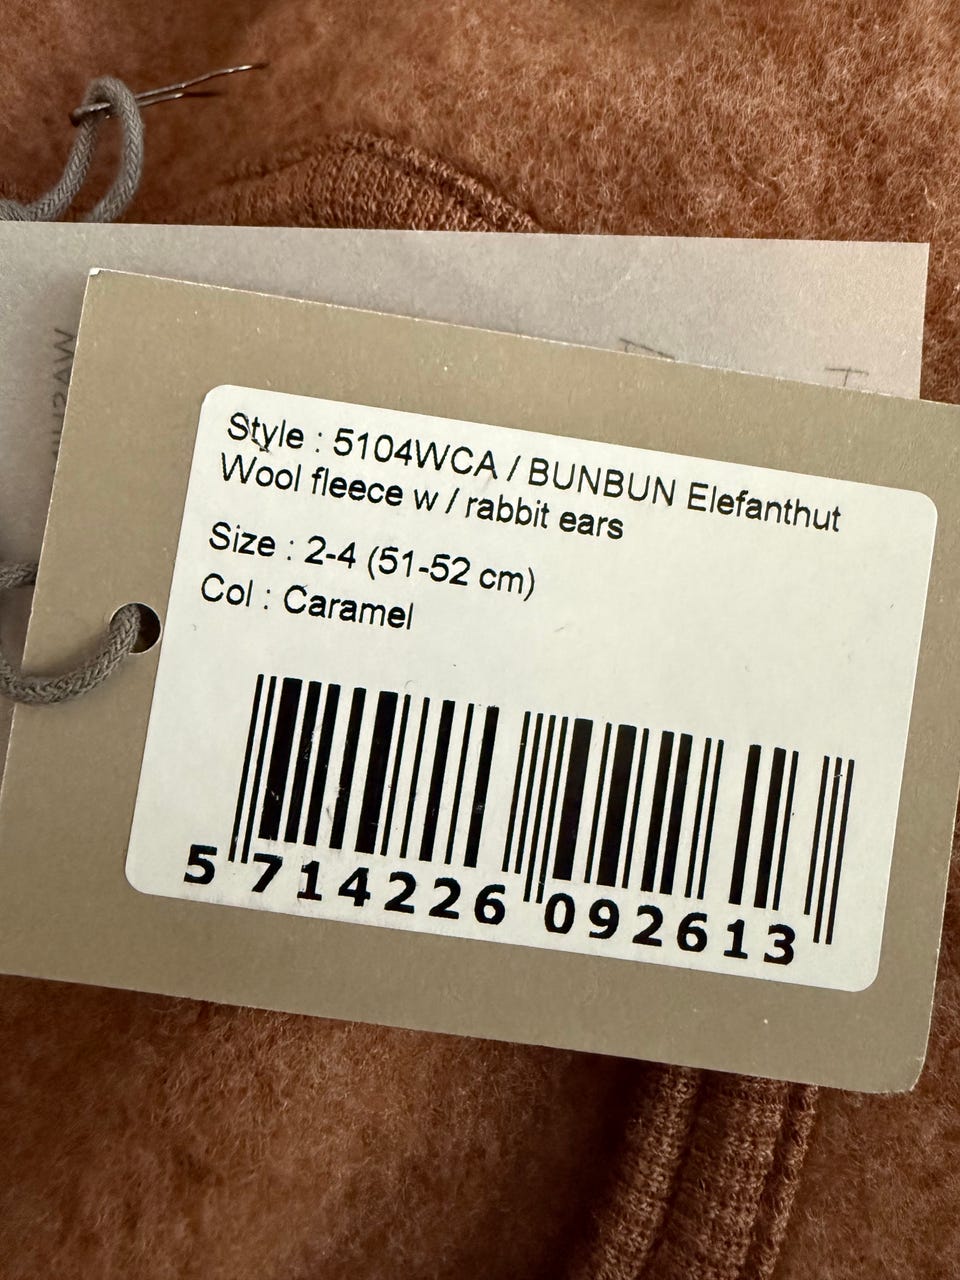 Style : 5104WCA / BUNBUN Elefanthut
Wool fleece w / rabbit ears
Size : 2-4 (51-52 cm)
Col : Caramel
5 714226 092613